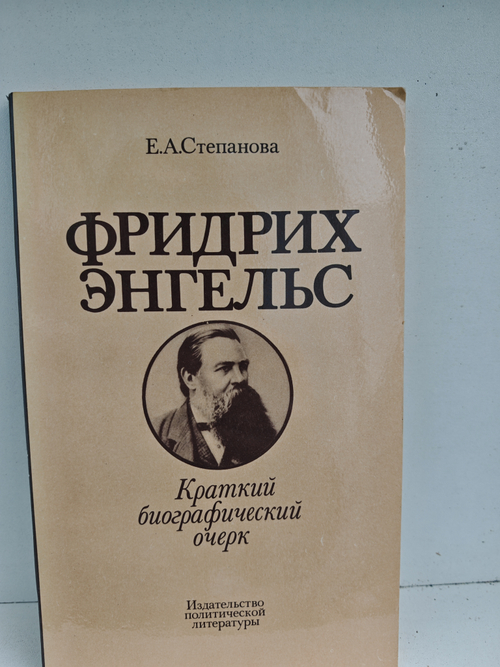 Е.А.Степанова
ФРИДРИХ
ЭНГЕЛЬС
Краткий
биографический
очерк
Издательство
политической
литературы